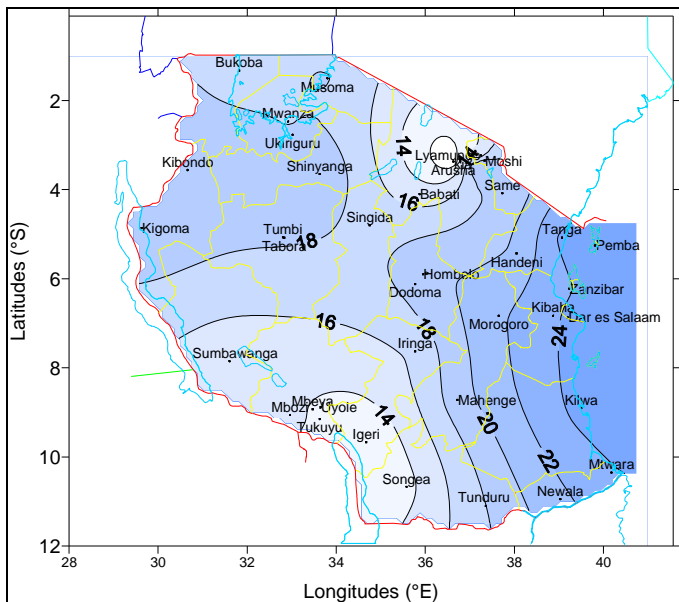 Bukoba
Musoma
2
Mwanza
Ukiriguru
14
Lyamungu
Moshi
Arusha
Kibondo
Shinyanga
4
Babati
Same
16
Kigoma
Singida
Tumbi
Tabora
18
Tanga
Pemba
Handeni
6
Hombolo
Dodoma
Zanzibar
Kibaha
Dar es Salaam
Morogoro
16
18
24
Iringa
8
Sumbawanga
Mbeya
Mbozi
Uyole
14
Mahenge
Kilwa
20
Tukuyu
Igeri
22
10
Songea
Mtwara
Newala
Tunduru
12
28
30
32
34
36
38
40
Latitudes (°S)
Longitudes (°E)